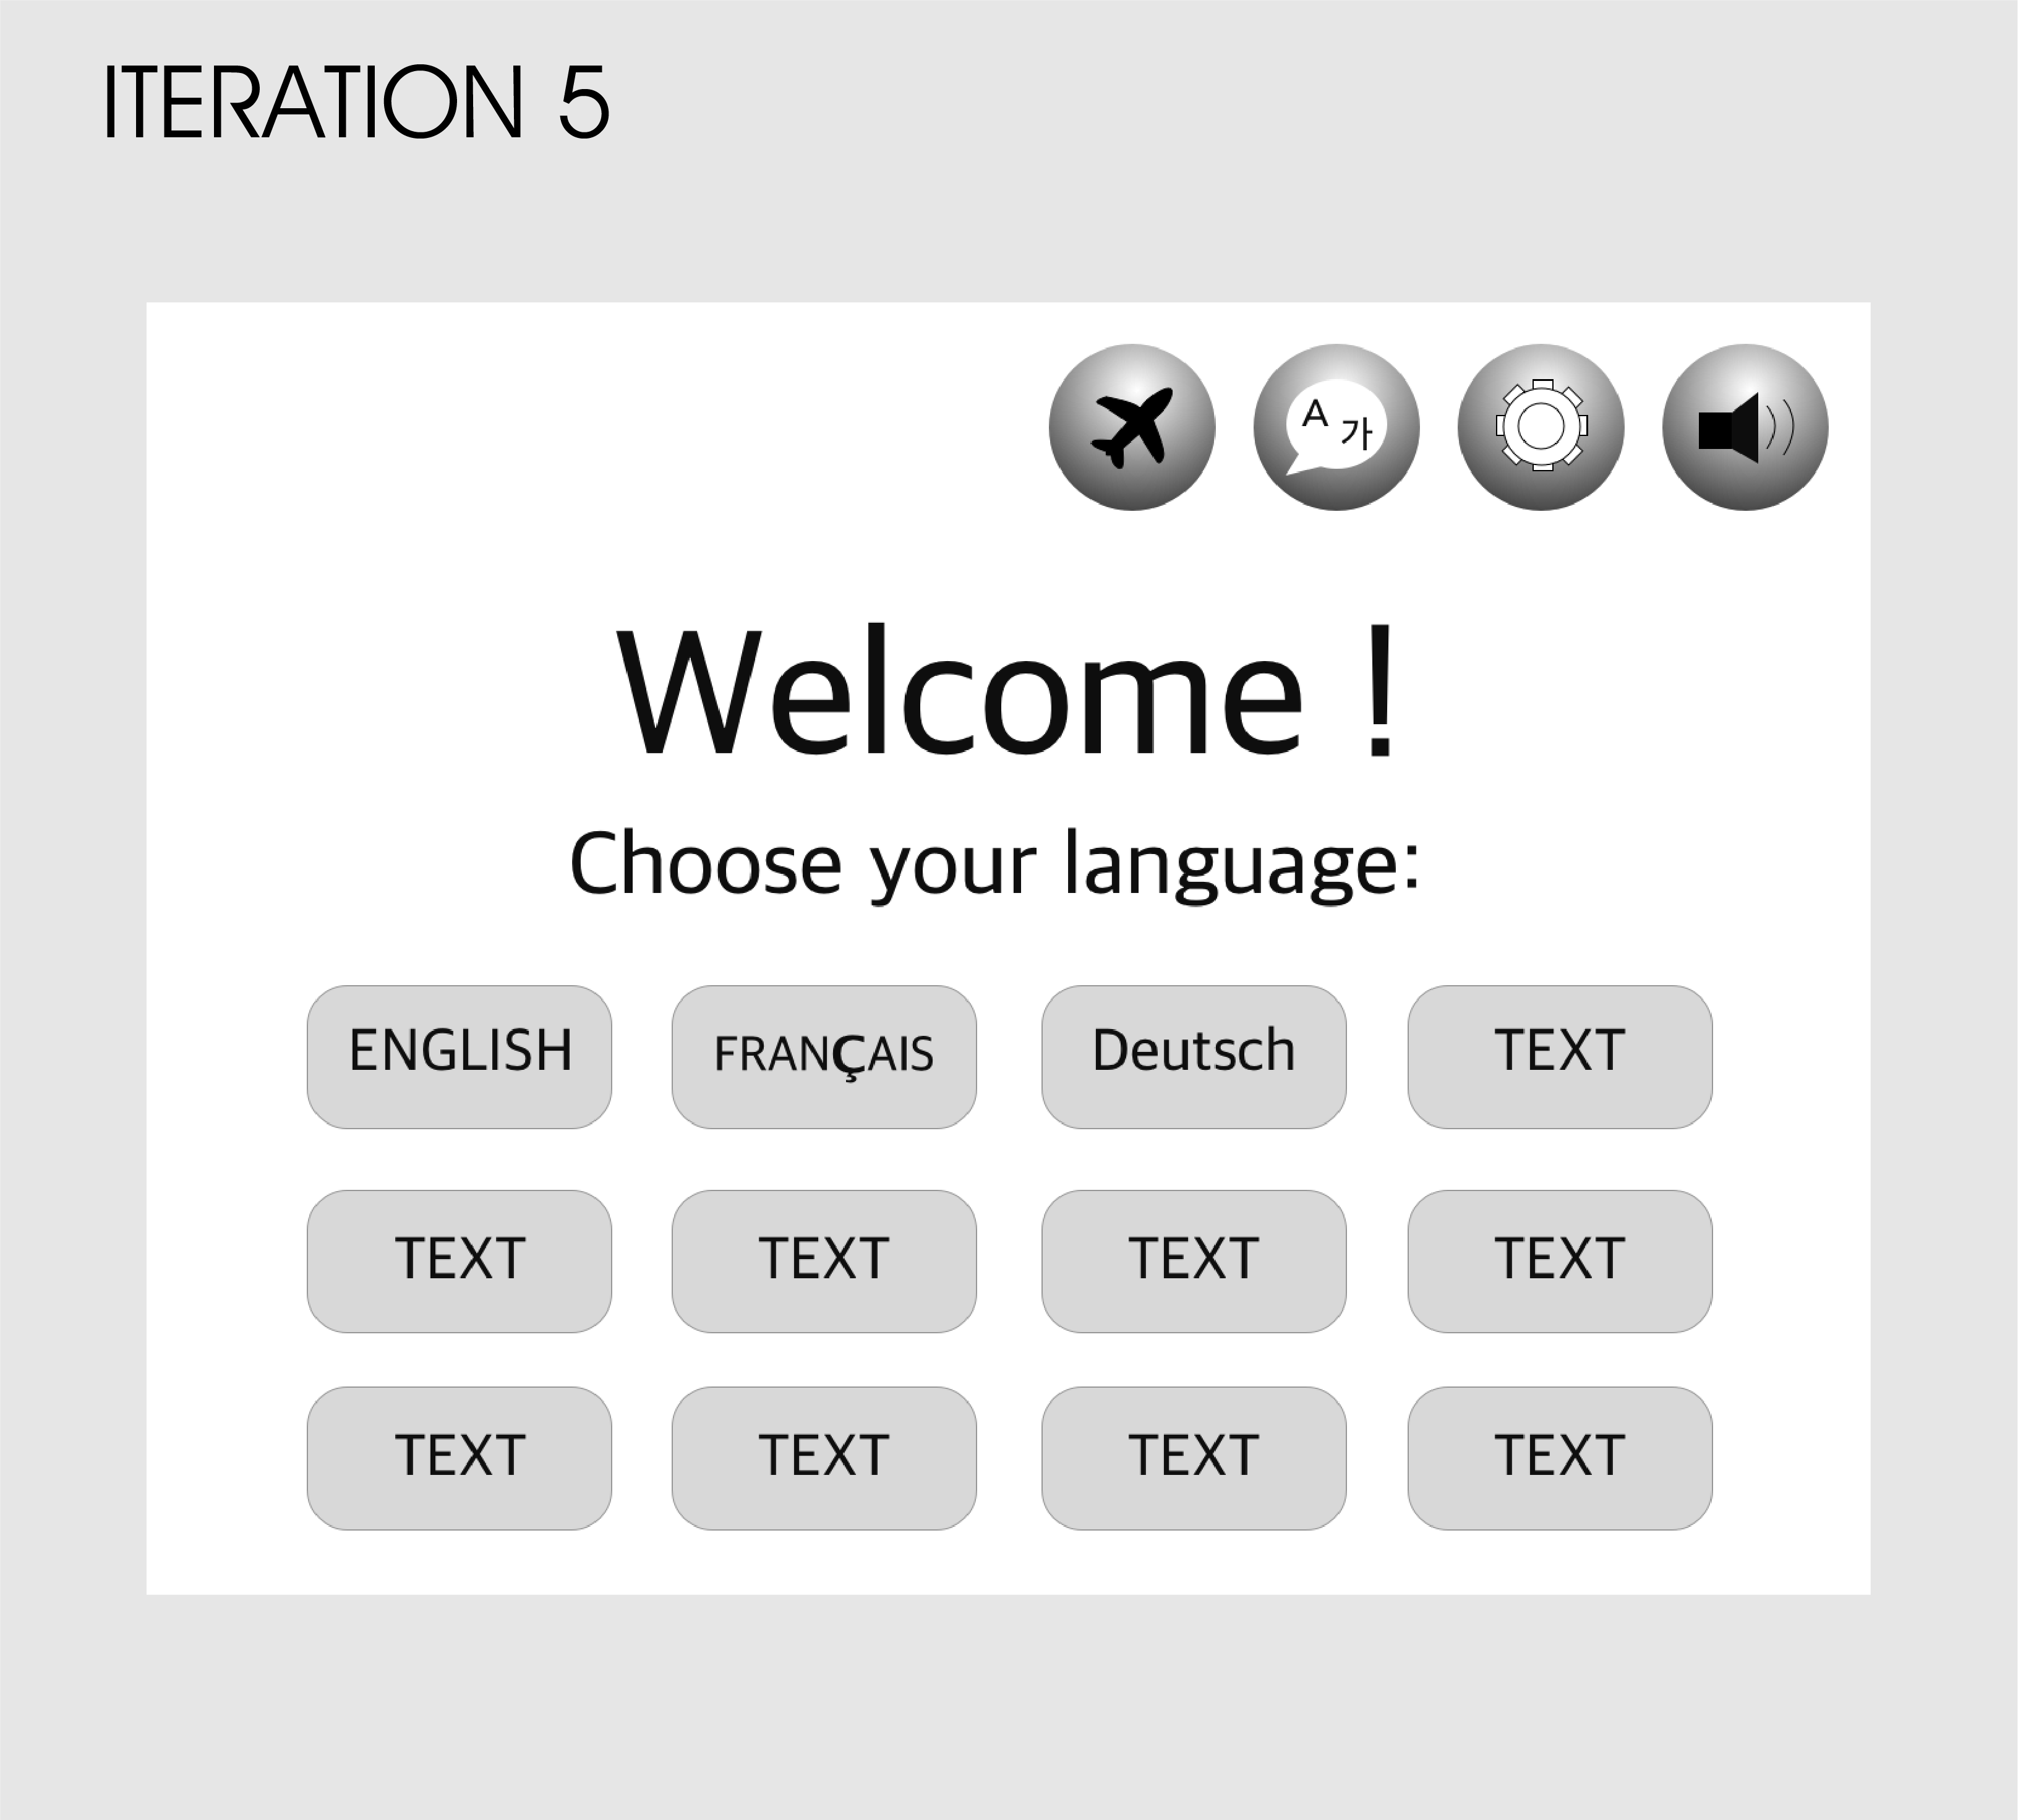 ITERATION 5
A 가
Welcome !
Choose your language:
ENGLISH FRANÇAIS Deutsch TEXT
TEXT TEXT TEXT TEXT
TEXT TEXT TEXT TEXT